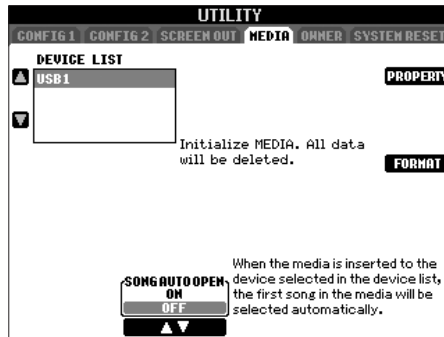 UTILITY
CONFIG 1 CONFIG 2 SCREEN OUT MEDIA OWNER SYSTEM RESET
DEVICE LIST
USB1
PROPERTY
Initialize MEDIA. All data
will be deleted.
FORMAT
When the media is inserted to the
device selected in the device list,
the first song in the media will be
selected automatically.
SONG AUTO OPEN
ON
OFF